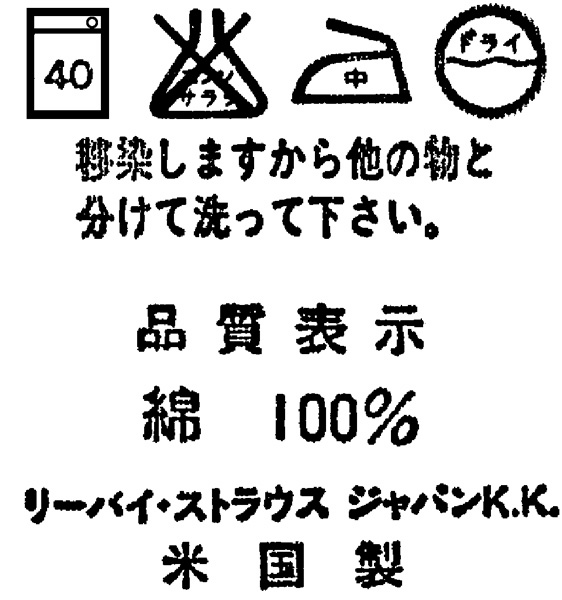 40 エンソ サラシ 中 ドライ
移染しますから他の物と
分けて洗って下さい。
品質表示
綿 100%
リーバイ・ストラウス ジャパンK.K.
米国製